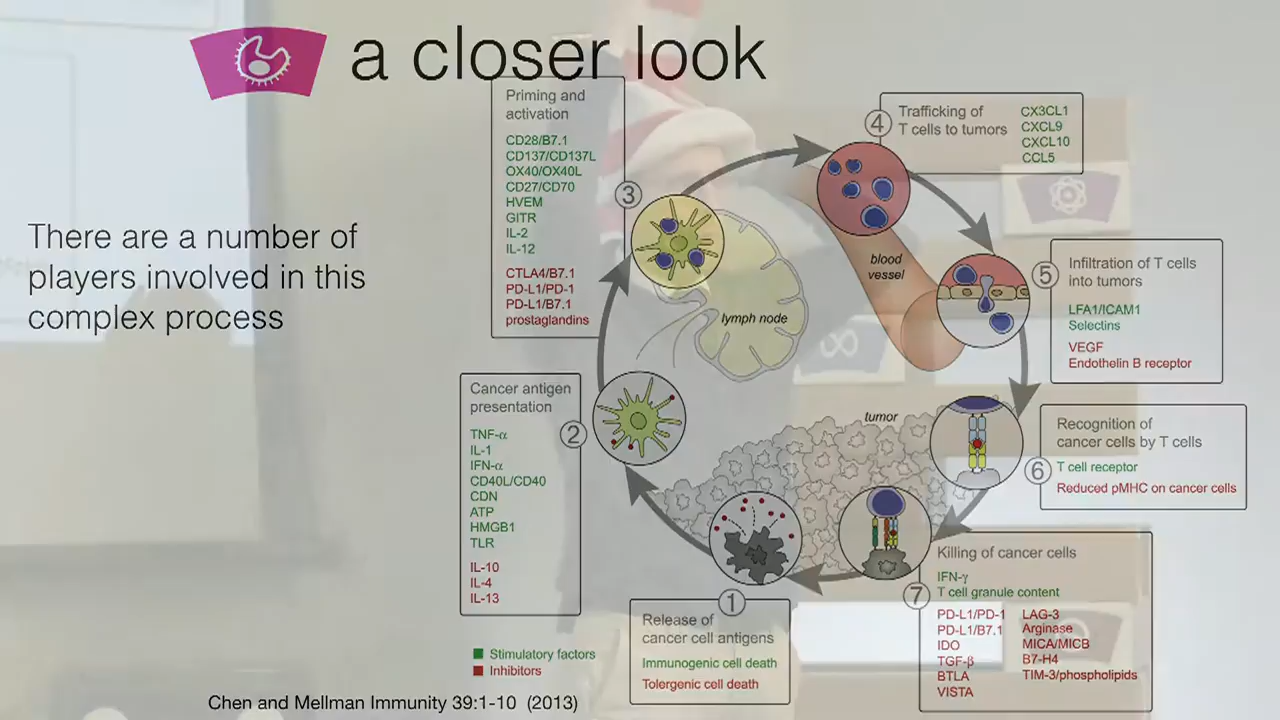 a closer look
There are a number of
players involved in this
complex process
Priming and
activation
CD28/B7.1
CD137/CD137L
OX40/OX40L
CD27/CD70
HVEM
GITR
IL-2
IL-12
CTLA4/B7.1
PD-L1/PD-1
PD-L1/B7.1
prostaglandins
③
④
Trafficking of
T cells to tumors
CX3CL1
CXCL9
CXCL10
CCL5
blood
vessel
lymph node
⑤
Infiltration of T cells
into tumors
LFA1/ICAM1
Selectins
VEGF
Endothelin B receptor
Cancer antigen
presentation
②
TNF-α
IL-1
IFN-α
CD40L/CD40
CDN
ATP
HMGB1
TLR
IL-10
IL-4
IL-13
tumor
⑥
Recognition of
cancer cells by T cells
T cell receptor
Reduced pMHC on cancer cells
⑦
Killing of cancer cells
IFN-γ
T cell granule content
PD-L1/PD-1
PD-L1/B7.1
IDO
TGF-β
BTLA
VISTA
LAG-3
Arginase
MICA/MICB
B7-H4
TIM-3/phospholipids
①
Release of
cancer cell antigens
Immunogenic cell death
Tolergenic cell death
Stimulatory factors
Inhibitors
Chen and Mellman Immunity 39:1-10 (2013)